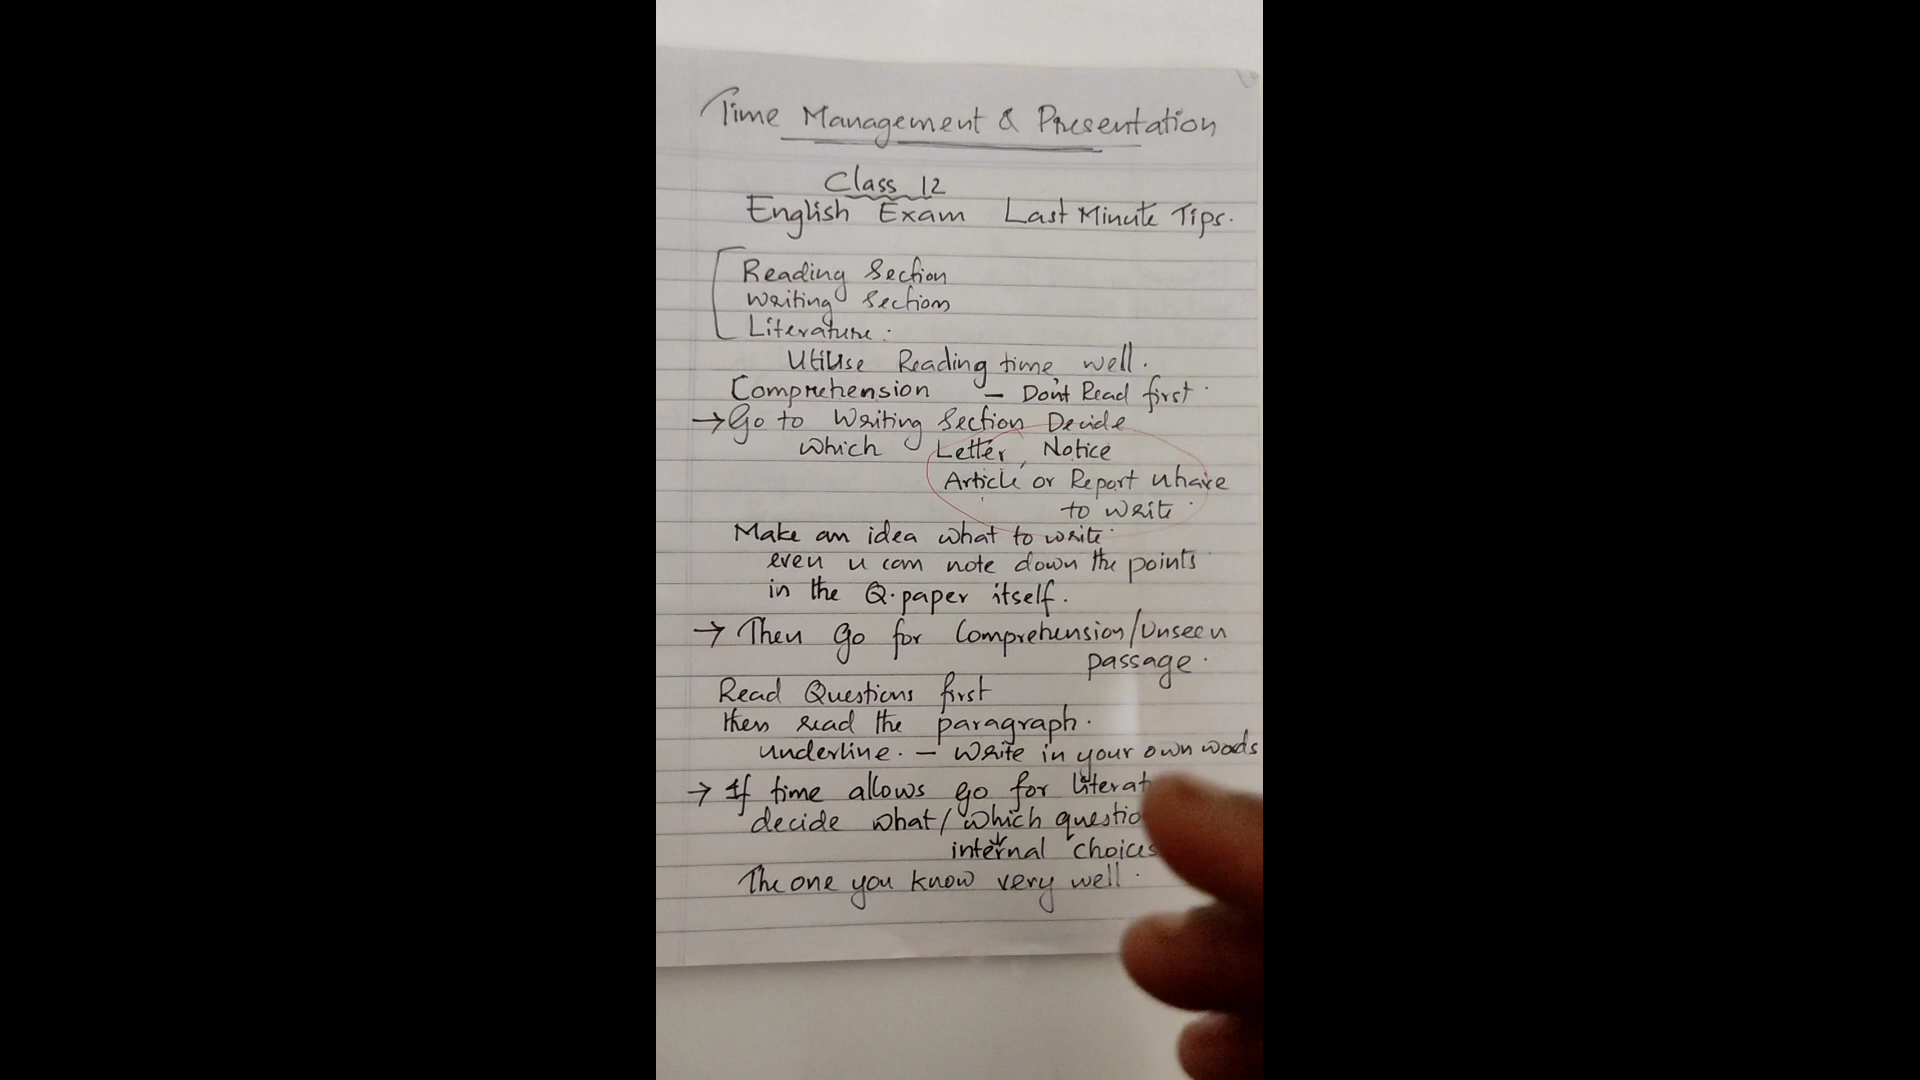 Time Management & Presentation
Class 12
English Exam Last Minute Tips.
Reading Section
Writing Section
Literature.
Utilise Reading time well.
Comprehension – Don't Read first.
→ Go to Writing Section Decide
which Letter, Notice
Article or Report u have
to write.
Make an idea what to write.
even u can note down the points
in the Q. paper itself.
→ Then Go for Comprehension/Unseen
passage.
Read Questions first
then read the paragraph.
underline. – Write in your own wods
→ If time allows go for
decide what/which
internal choices
The one you know very well.